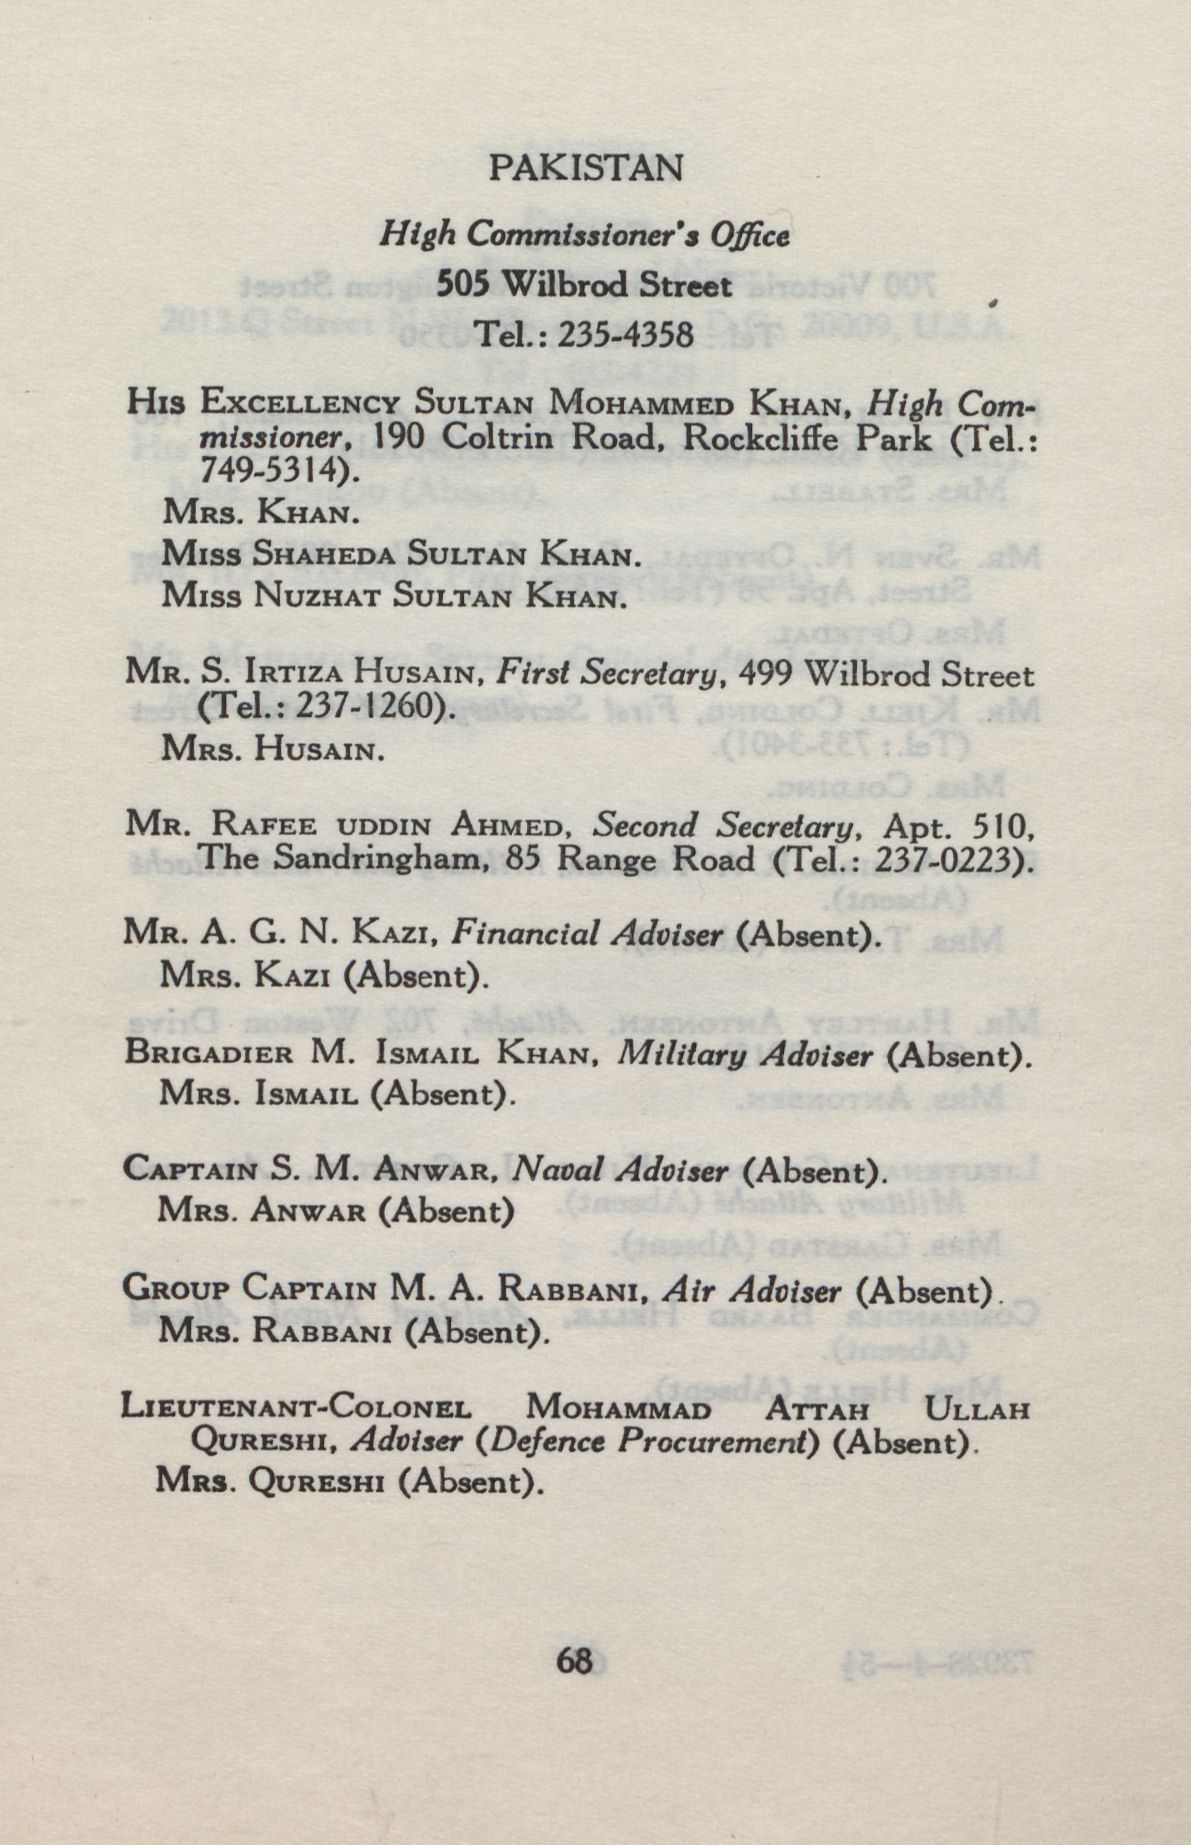 PAKISTAN
High Commissioner's Office
505 Wilbrod Street
Tel.: 235-4358
HIS EXCELLENCY SULTAN MOHAMMED KHAN, High Com-
missioner, 190 Coltrin Road, Rockcliffe Park (Tel.:
749-5314).
MRS. KHAN.
MISS SHAHEDA SULTAN KHAN.
MISS NUZHAT SULTAN KHAN.
MR. S. IRTIZA HUSAIN, First Secretary, 499 Wilbrod Street
(Tel.: 237-1260).
MRS. HUSAIN.
MR. RAFEE UDDIN AHMED, Second Secretary, Apt. 510,
The Sandringham, 85 Range Road (Tel.: 237-0223).
MR. A. G. N. KAZI, Financial Adviser (Absent).
MRS. KAZI (Absent).
BRIGADIER M. ISMAIL KHAN, Military Adviser (Absent).
MRS. ISMAIL (Absent).
CAPTAIN S. M. ANWAR, Naval Adviser (Absent).
MRS. ANWAR (Absent)
GROUP CAPTAIN M. A. RABBANI, Air Adviser (Absent).
MRS. RABBANI (Absent).
LIEUTENANT-COLONEL MOHAMMAD ATTAH ULLAH
QURESHI, Adviser (Defence Procurement) (Absent).
MRS. QURESHI (Absent).
68